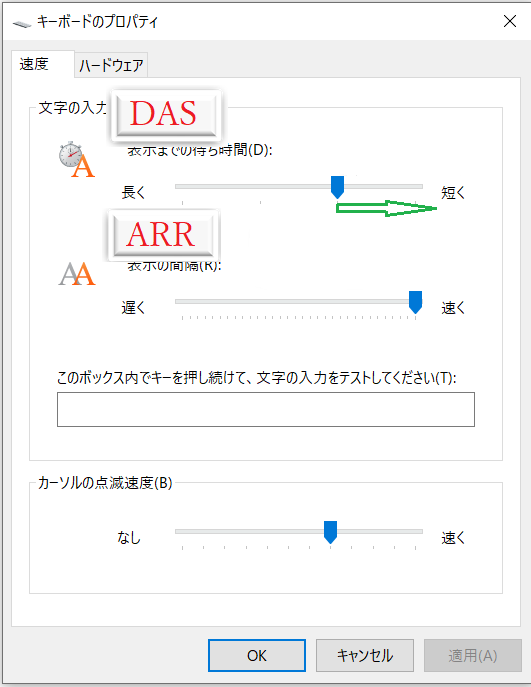 キーボードのプロパティ
速度
ハードウェア
文字の入力
DAS
表示までの待ち時間(D):
長く
短く
ARR
表示の間隔(R):
遅く
速く
このボックス内でキーを押し続けて、文字の入力をテストしてください(T):
カーソルの点滅速度(B)
なし
速く
OK
キャンセル
適用(A)